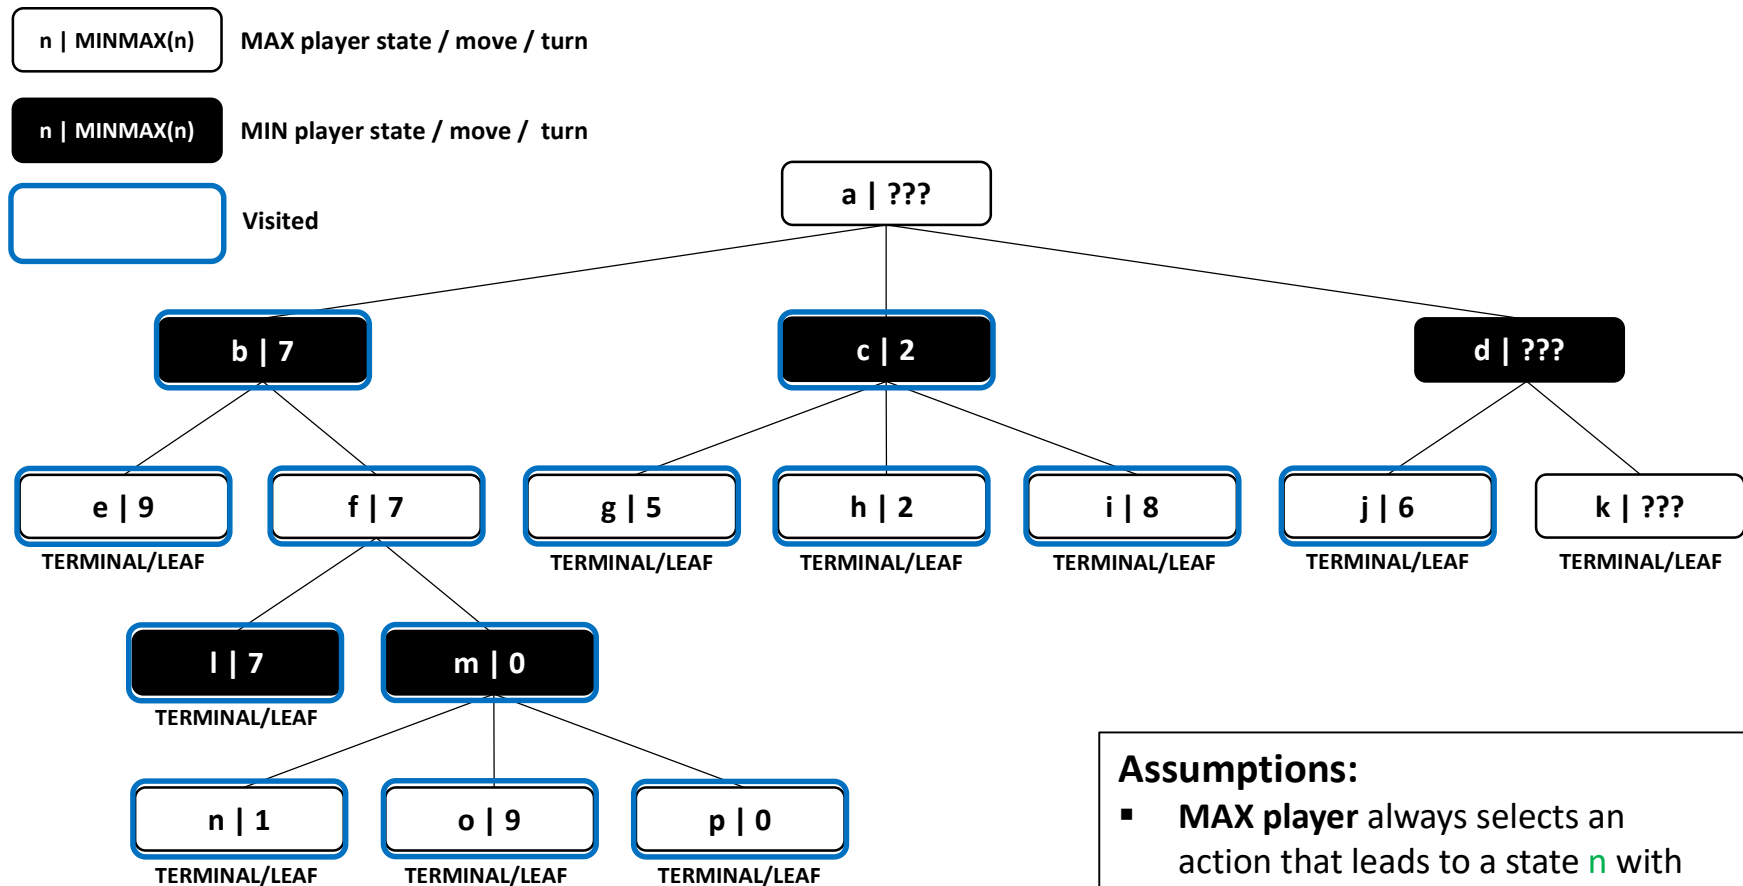 n | MINMAX(n)
MAX player state / move / turn
n | MINMAX(n)
MIN player state / move / turn
Visited
a | ???
b | 7
c | 2
d | ???
e | 9
f | 7
g | 5
h | 2
i | 8
j | 6
k | ???
TERMINAL/LEAF
TERMINAL/LEAF
TERMINAL/LEAF
TERMINAL/LEAF
TERMINAL/LEAF
TERMINAL/LEAF
l | 7
m | 0
TERMINAL/LEAF
n | 1
o | 9
p | 0
TERMINAL/LEAF
TERMINAL/LEAF
TERMINAL/LEAF
Assumptions:
▪ MAX player always selects an
action that leads to a state n with